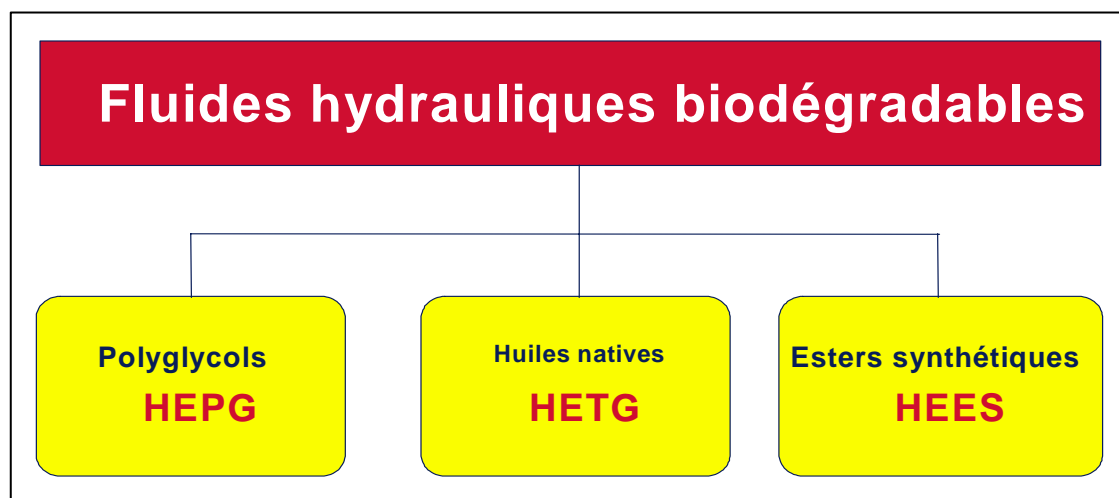 Fluides hydrauliques biodégradables
Polyglycols
HEPG
Huiles natives
HETG
Esters synthétiques
HEES